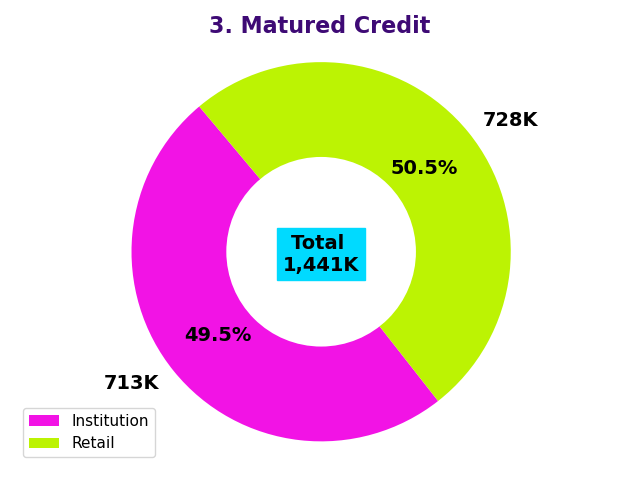 3. Matured Credit
728K
50.5%
Total
1,441K
49.5%
713K
Institution
Retail